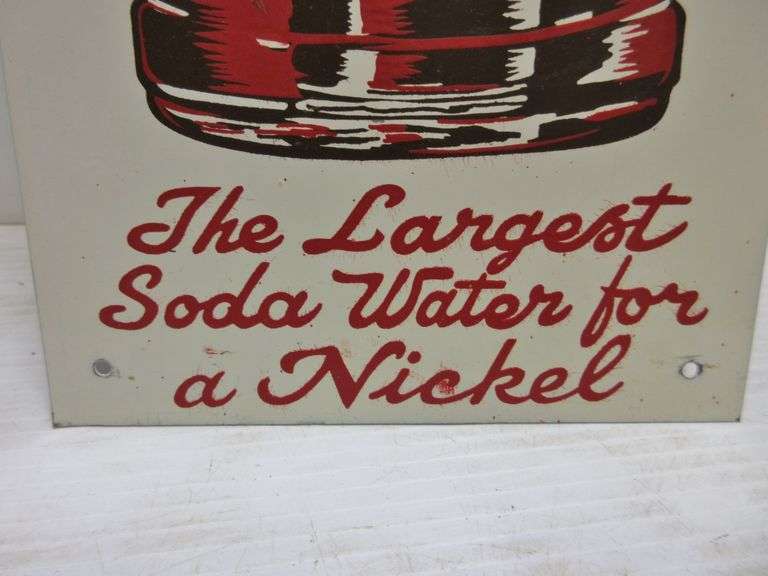 The Largest
Soda Water for
a Nickel